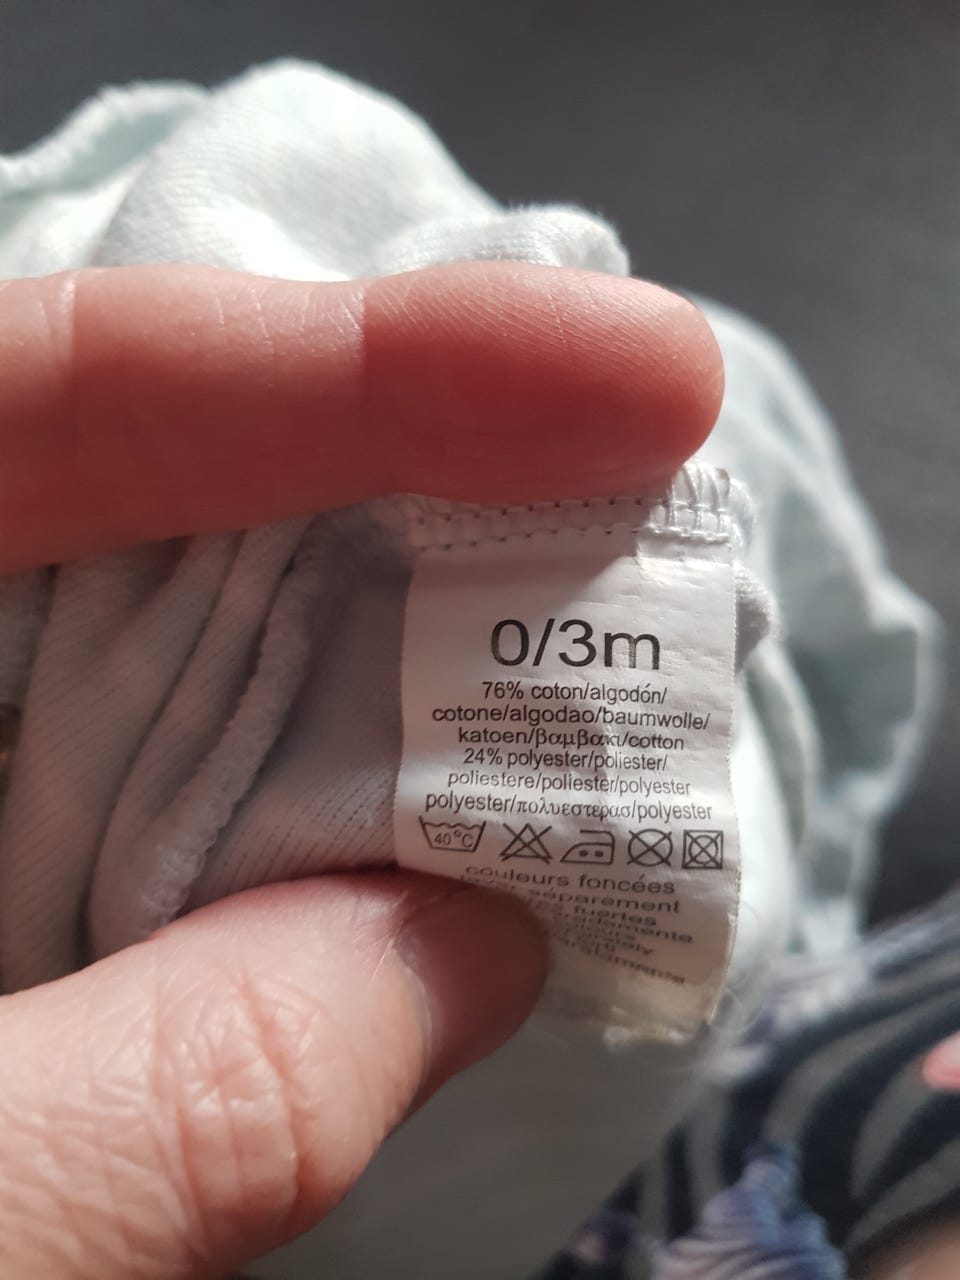 0/3m
76% coton/algodón/
cotone/algodao/baumwolle/
katoen/βαμβακι/cotton
24% polyester/poliester/
poliestere/poliester/polyester
polyester/πολυεστερασ/polyester
40°C
couleurs foncées
séparement
fuertes